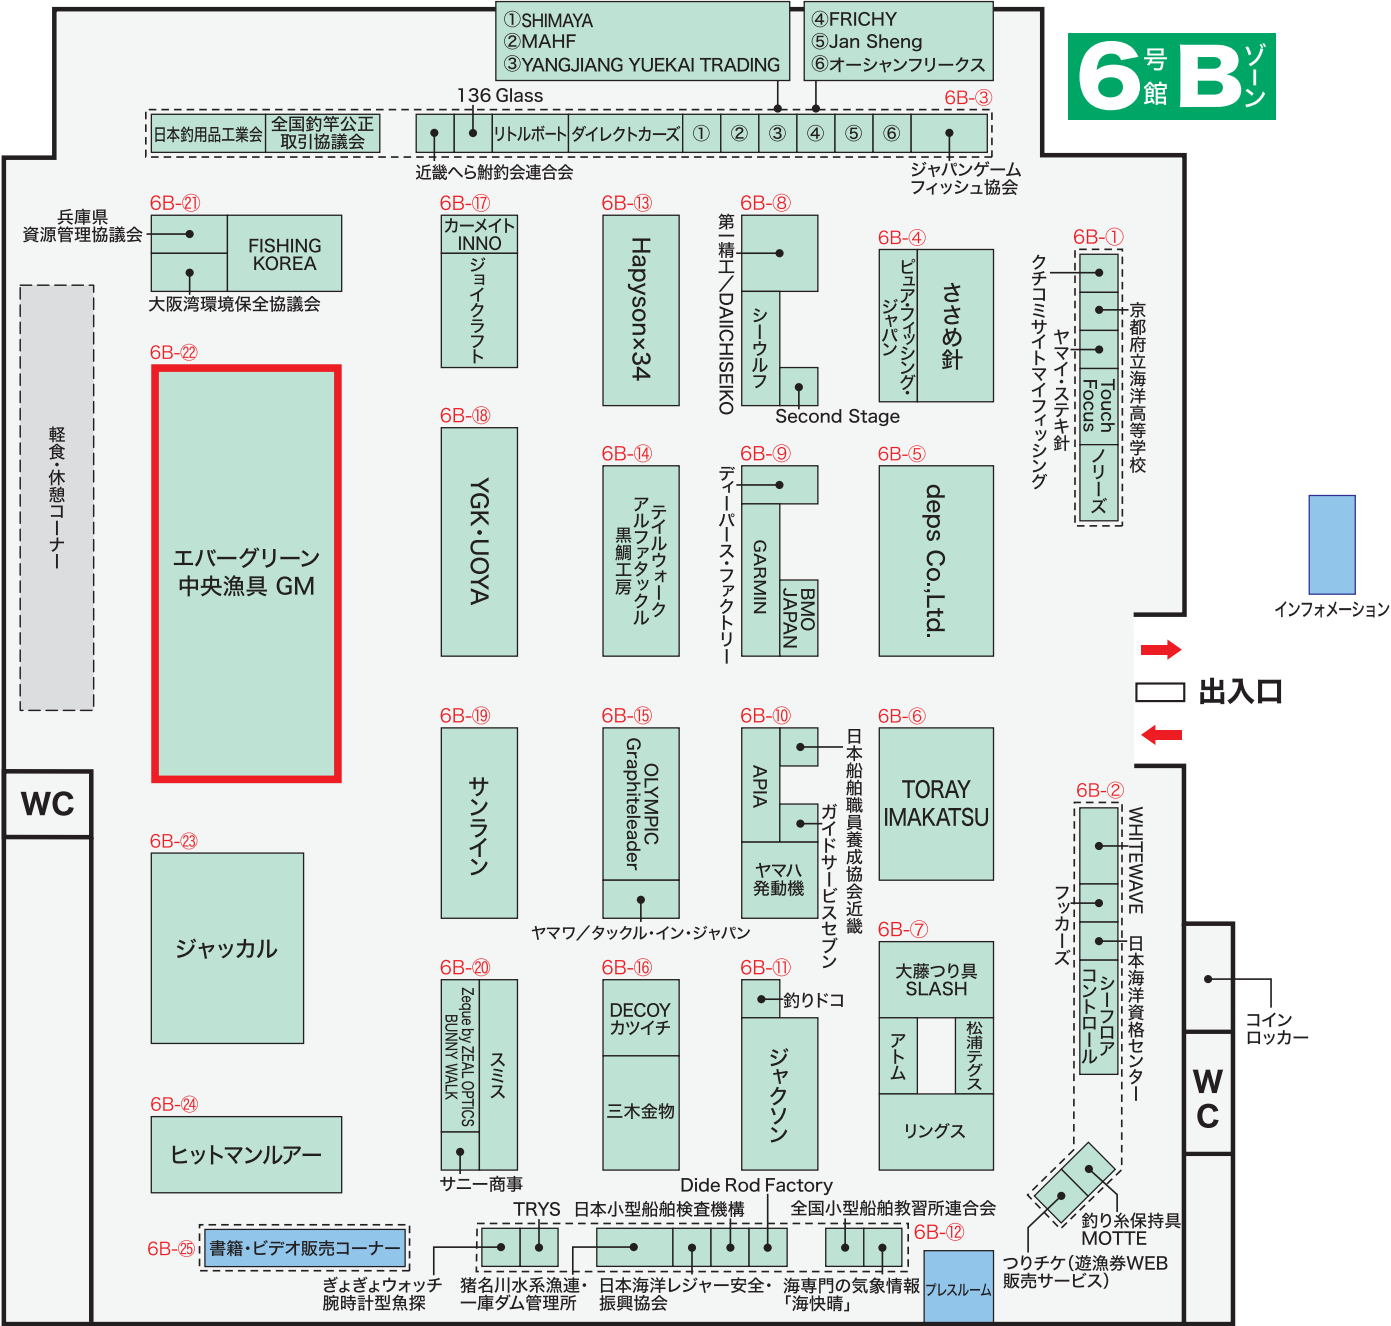 ①SHIMAYA
②MAHF
③YANGJIANG YUEKAI TRADING
④FRICHY
⑤Jan Sheng
⑥オーシャンフリークス
6号館Bゾーン
136 Glass
6B-③
日本釣用品工業会
全国釣竿公正
取引協議会
リトルボート
ダイレクトカーズ
①
②
③
④
⑤
⑥
近畿へら鮒釣会連合会
ジャパンゲーム
フィッシュ協会
6B-㉑
兵庫県
資源管理協議会
FISHING
KOREA
大阪湾環境保全協議会
6B-⑰
カーメイト
INNO
ジョイクラフト
6B-⑬
Hapyson×34
6B-⑧
第一精工/DAIICHISEIKO
シーウルフ
Second Stage
6B-④
ピュア・フィッシング・
ジャパン
ささめ針
6B-①
クチコミサイトマイフィッシング
京都府立海洋高等学校
ヤマイ・ステキ針
Touch
Focus
ノリーズ
軽食・休憩コーナー
6B-㉒
エバーグリーン
中央漁具 GM
6B-⑱
YGK・UOYA
6B-⑭
テイルウォーク
アルファタックル
黒鯛工房
6B-⑨
ディーパース・ファクトリー
GARMIN
BMO
JAPAN
6B-⑤
deps Co.,Ltd.
インフォメーション
出入口
6B-⑲
サンライン
6B-⑮
OLYMPIC
Graphiteleader
ヤマワ/タックル・イン・ジャパン
6B-⑩
APIA
日本船舶職員養成協会近畿
ガイドサービスセブン
ヤマハ
発動機
6B-⑥
TORAY
IMAKATSU
6B-②
WHITEWAVE
フッカーズ
日本海洋資格センター
シーフロア
コントロール
WC
6B-㉓
ジャッカル
6B-⑦
大藤つり具
SLASH
アトム
松浦テグス
リングス
6B-⑳
Zeque by ZEAL OPTICS
BUNNY WALK
スミス
サニー商事
6B-⑯
DECOY
カツイチ
三木金物
6B-⑪
釣りドコ
ジャクソン
コイン
ロッカー
WC
6B-㉔
ヒットマンルアー
Dide Rod Factory
TRYS
日本小型船舶検査機構
全国小型船舶教習所連合会
6B-⑫
釣り糸保持具
MOTTE
つりチケ(遊漁券WEB
販売サービス)
6B-㉕
書籍・ビデオ販売コーナー
ぎょぎょウォッチ
腕時計型魚探
猪名川水系漁連・
一庫ダム管理所
日本海洋レジャー安全・
振興協会
海専門の気象情報
「海快晴」
プレスルーム